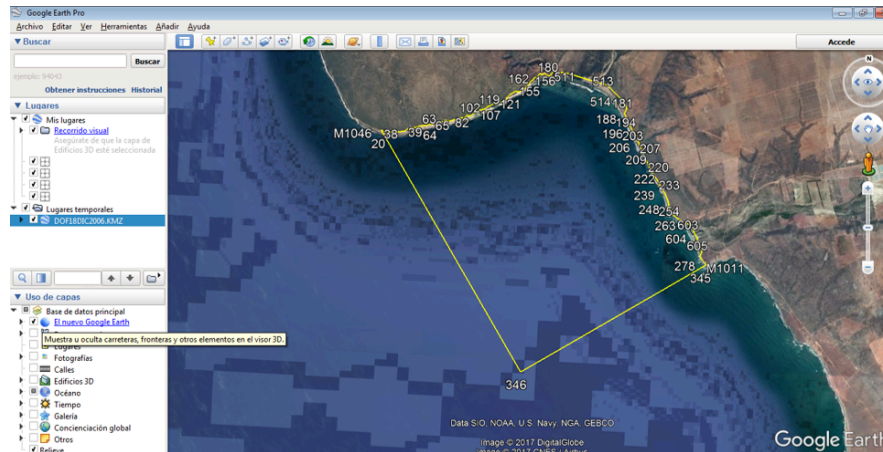 Google Earth Pro
Archivo Editar Ver Herramientas Añadir Ayuda
Buscar
Accede
Buscar
ejemplo: 94043
Obtener instrucciones Historial
Lugares
Mis lugares
Recorrido visual
Asegúrate de que la capa de
Edificios 3D esté seleccionada
Lugares temporales
DOF18DIC2006.KMZ
Uso de capas
Base de datos principal
El nuevo Google Earth
Muestra u oculta carreteras, fronteras y otros elementos en el visor 3D.
Lugares
Fotografías
Calles
Edificios 3D
Océano
Tiempo
Galería
Concienciación global
Otros
Relieve
N
180
162
156
511
513
155
119
121
102
107
514
181
63
65
82
188
194
M1046
38
39
64
196
203
20
206
207
209
220
222
233
239
248
254
263
603
604
605
278
M1011
345
346
Data SIO, NOAA, U.S. Navy, NGA, GEBCO
Image © 2017 DigitalGlobe
Image © 2017 CNES / Airbus
Google Earth